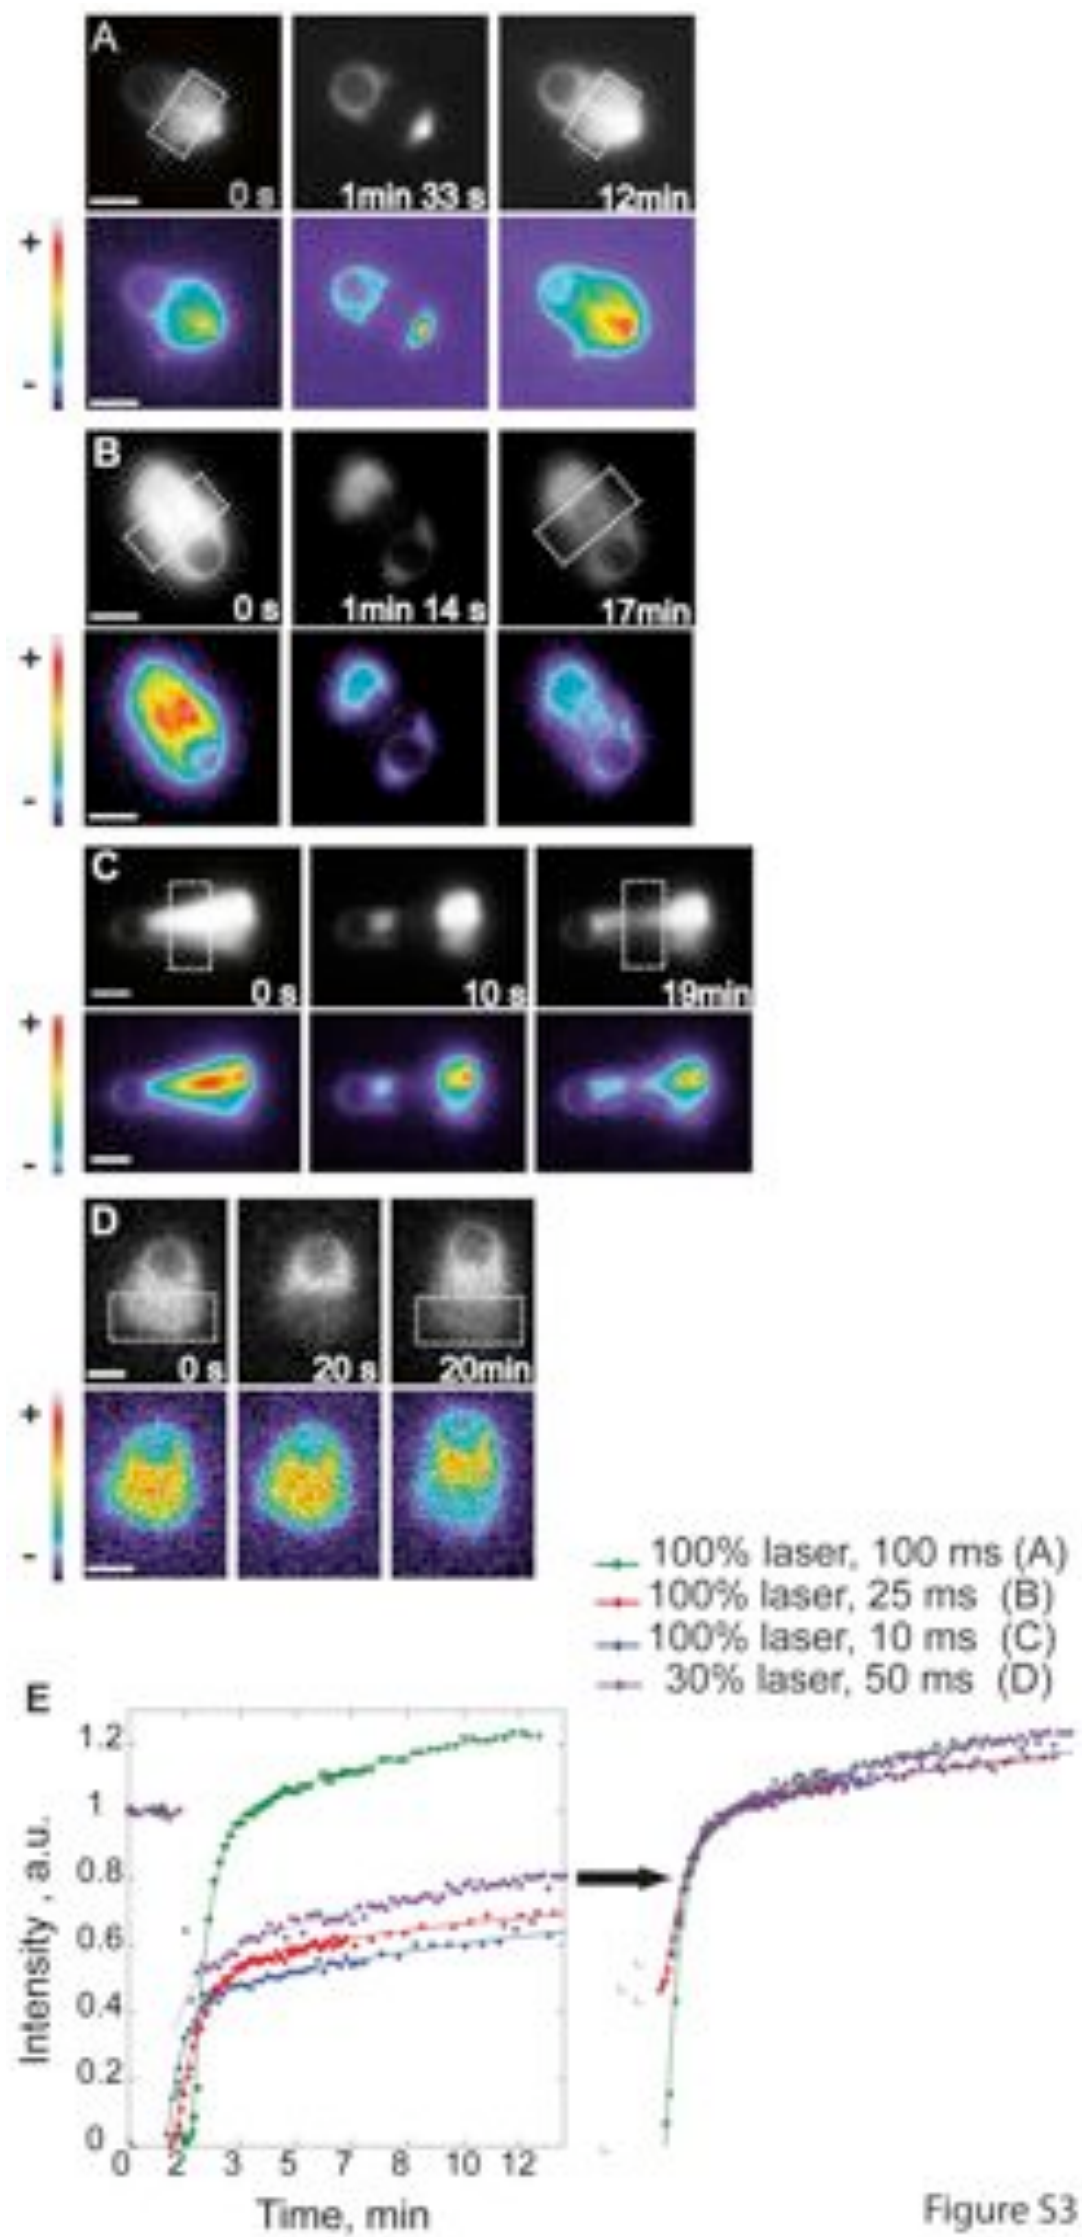 A
0 s
1min 33 s
12min
+
-
B
0 s
1min 14 s
17min
+
-
C
0 s
10 s
19min
+
-
D
0 s
20 s
20min
+
-
100% laser, 100 ms (A)
100% laser, 25 ms (B)
100% laser, 10 ms (C)
30% laser, 50 ms (D)
E
1.2
1
0.8
0.6
0.4
0.2
0
Intensity , a.u.
0 2 3 5 7 8 10 12
Time, min
Figure S3